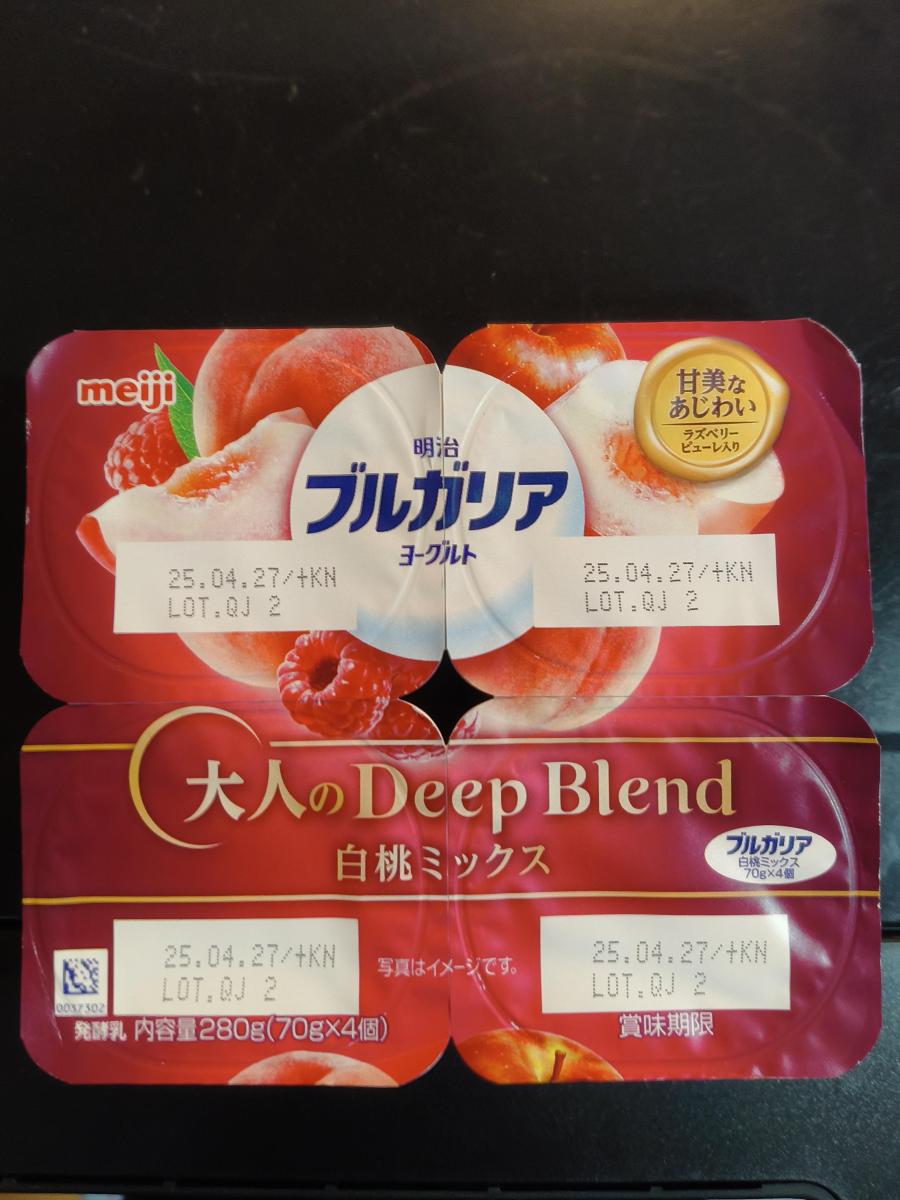 meiji
明治
ブルガリア
ヨーグルト
甘美な
あじわい
ラズベリー
ピューレ入り
25.04.27/+KN
LOT.QJ 2
25.04.27/+KN
LOT.QJ 2
大人のDeep Blend
白桃ミックス
ブルガリア
白桃ミックス
70g×4個
25.04.27/+KN
LOT.QJ 2
写真はイメージです。
25.04.27/+KN
LOT.QJ 2
0037302
発酵乳 内容量280g(70g×4個)
賞味期限